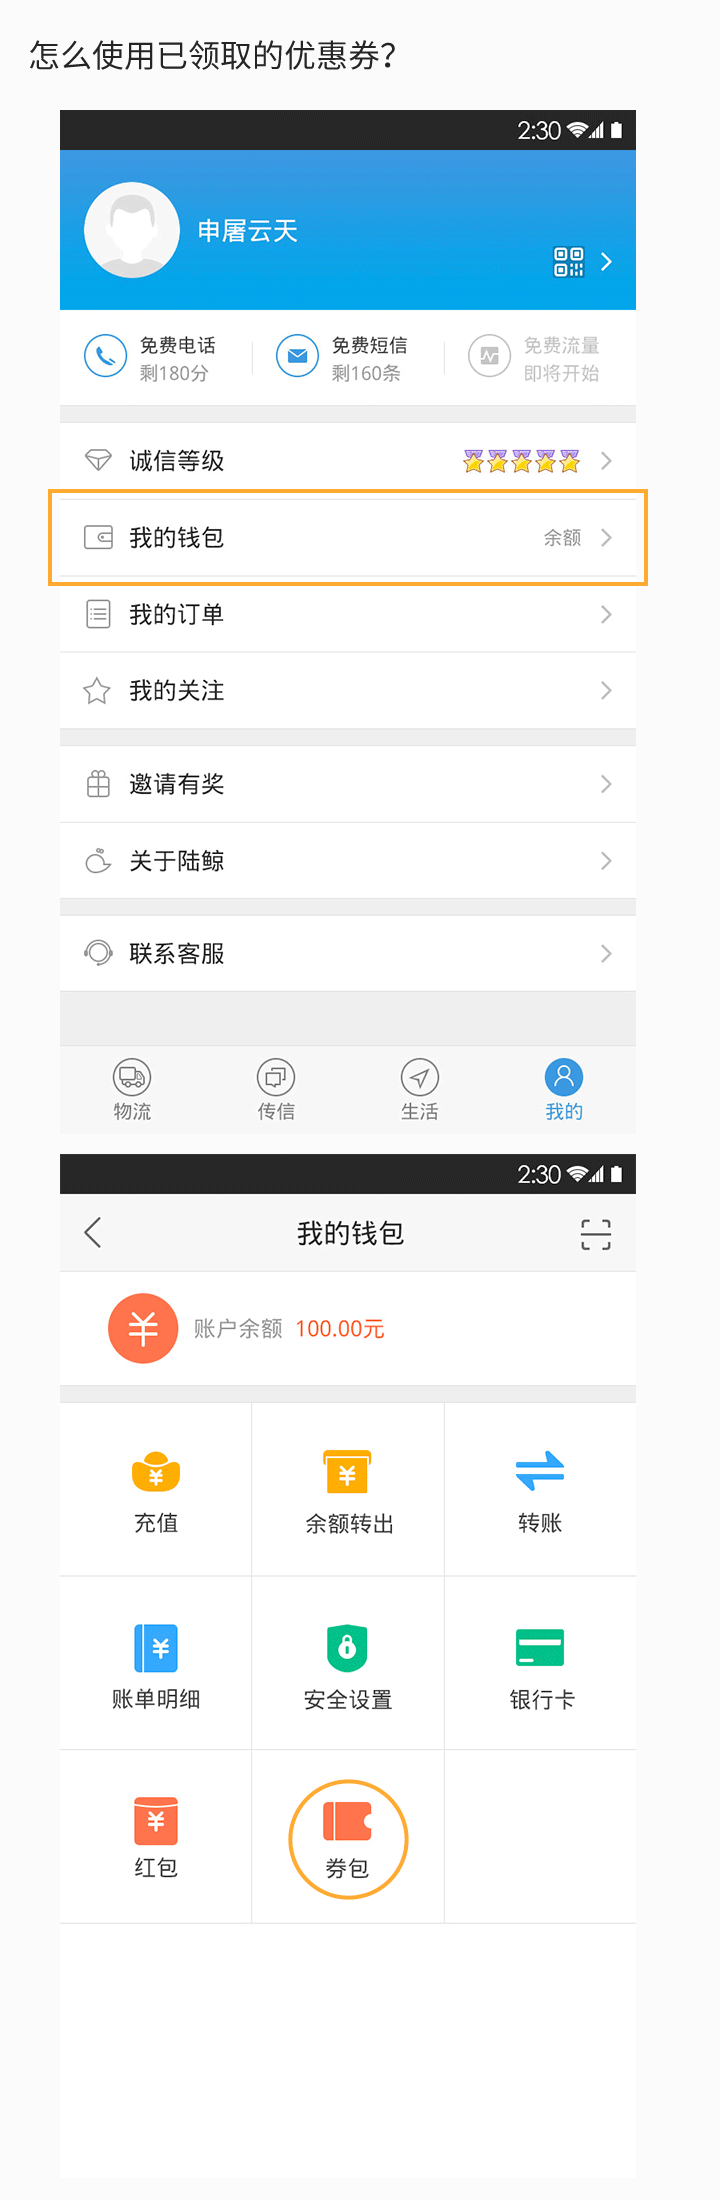 怎么使用已领取的优惠券？
2:30
申屠云天
免费电话
剩180分
免费短信
剩160条
免费流量
即将开始
诚信等级
我的钱包
余额
我的订单
我的关注
邀请有奖
关于陆鲸
联系客服
物流
传信
生活
我的
2:30
我的钱包
账户余额 100.00元
充值
余额转出
转账
账单明细
安全设置
银行卡
红包
券包